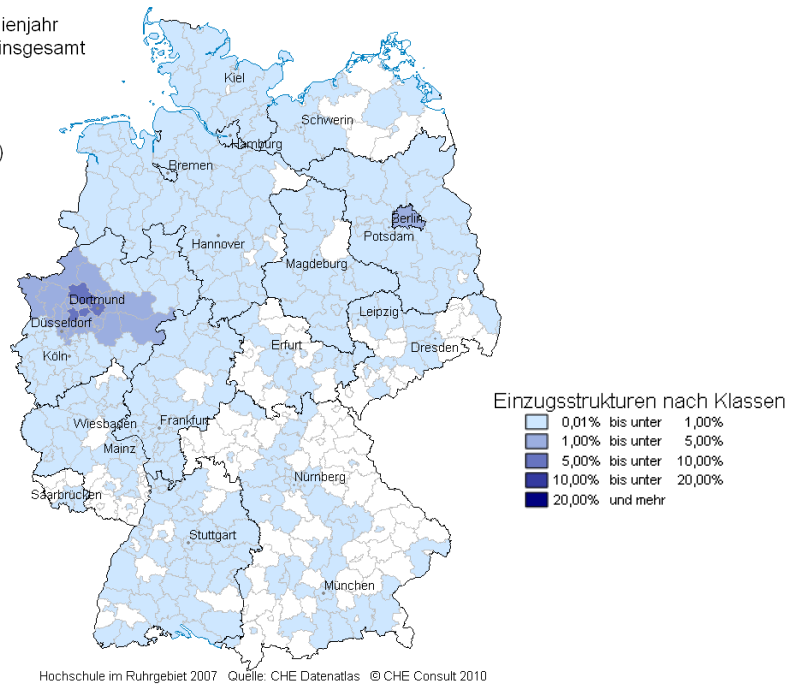 ienjahr
insgesamt
)
Kiel
Schwerin
Hamburg
Bremen
Berlin
Potsdam
Hannover
Magdeburg
Dortmund
Düsseldorf
Leipzig
Köln
Erfurt
Dresden
Wiesbaden
Frankfurt
Mainz
Saarbrücken
Nürnberg
Stuttgart
München
Einzugsstrukturen nach Klassen
0,01% bis unter 1,00%
1,00% bis unter 5,00%
5,00% bis unter 10,00%
10,00% bis unter 20,00%
20,00% und mehr
Hochschule im Ruhrgebiet 2007 Quelle: CHE Datenatlas © CHE Consult 2010